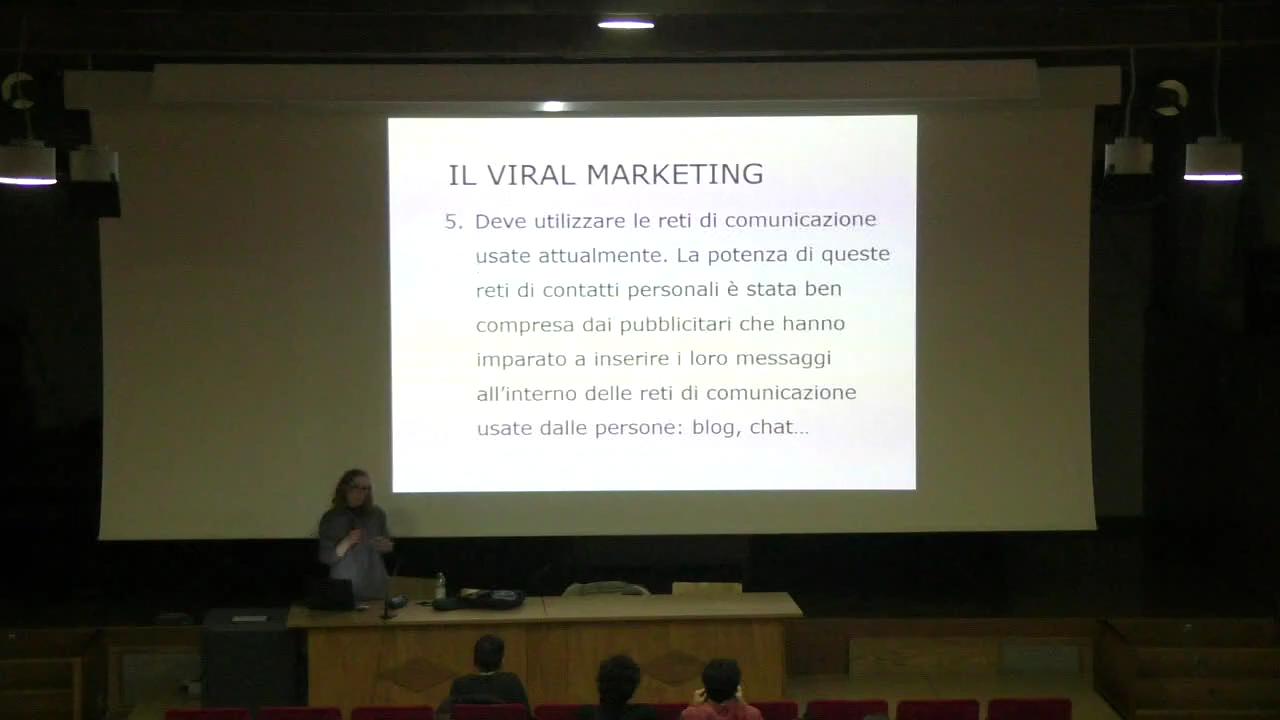 IL VIRAL MARKETING
5. Deve utilizzare le reti di comunicazione
usate attualmente. La potenza di queste
reti di contatti personali è stata ben
compresa dai pubblicitari che hanno
imparato a inserire i loro messaggi
all'interno delle reti di comunicazione
usate dalle persone: blog, chat…